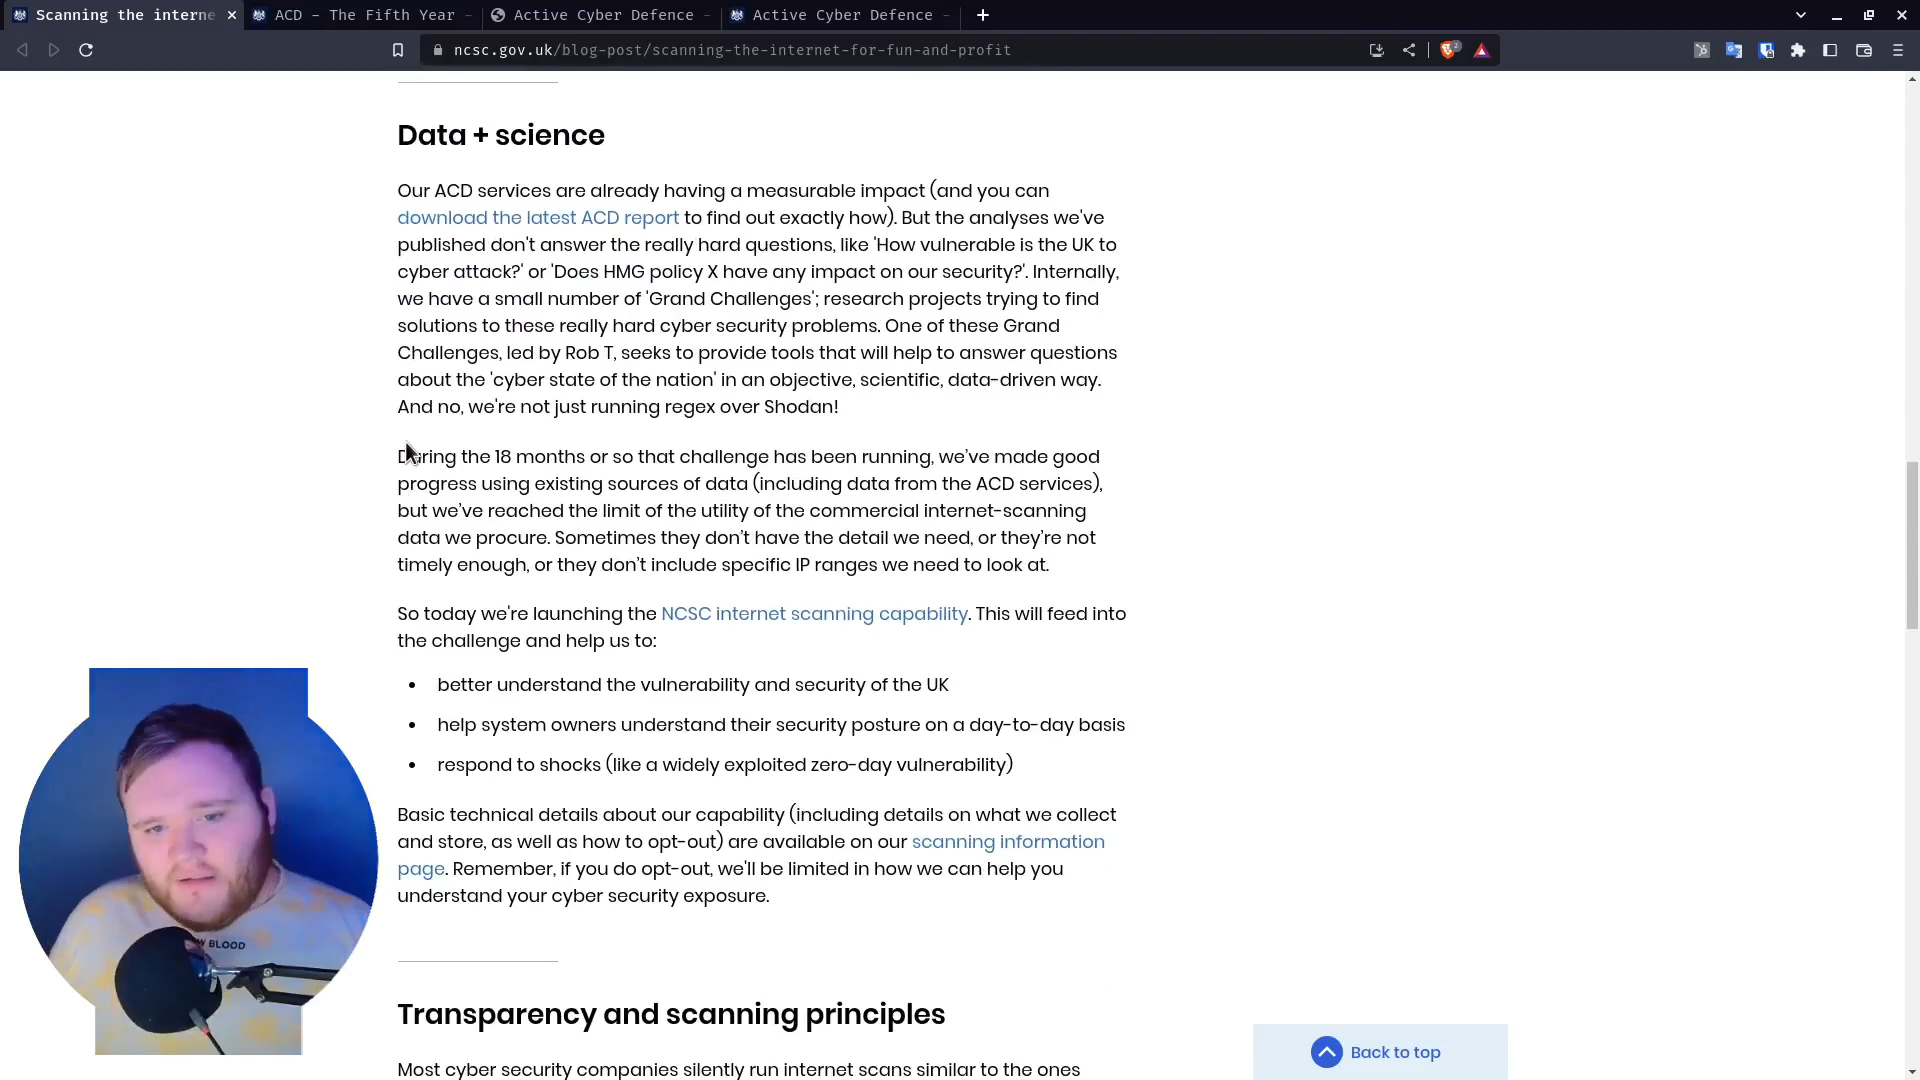 Scanning the intern
ACD – The Fifth Year –
Active Cyber Defence –
Active Cyber Defence –
ncsc.gov.uk/blog-post/scanning-the-internet-for-fun-and-profit
2
Data + science
Our ACD services are already having a measurable impact (and you can
download the latest ACD report to find out exactly how). But the analyses we've
published don't answer the really hard questions, like 'How vulnerable is the UK to
cyber attack?' or 'Does HMG policy X have any impact on our security?'. Internally,
we have a small number of 'Grand Challenges'; research projects trying to find
solutions to these really hard cyber security problems. One of these Grand
Challenges, led by Rob T, seeks to provide tools that will help to answer questions
about the 'cyber state of the nation' in an objective, scientific, data-driven way.
And no, we're not just running regex over Shodan!
During the 18 months or so that challenge has been running, we've made good
progress using existing sources of data (including data from the ACD services),
but we've reached the limit of the utility of the commercial internet-scanning
data we procure. Sometimes they don't have the detail we need, or they're not
timely enough, or they don't include specific IP ranges we need to look at.
So today we're launching the NCSC internet scanning capability. This will feed into
the challenge and help us to:
• better understand the vulnerability and security of the UK
• help system owners understand their security posture on a day-to-day basis
• respond to shocks (like a widely exploited zero-day vulnerability)
Basic technical details about our capability (including details on what we collect
and store, as well as how to opt-out) are available on our scanning information
page. Remember, if you do opt-out, we'll be limited in how we can help you
understand your cyber security exposure.
BLOOD
Transparency and scanning principles
Back to top
Most cyber security companies silently run internet scans similar to the ones